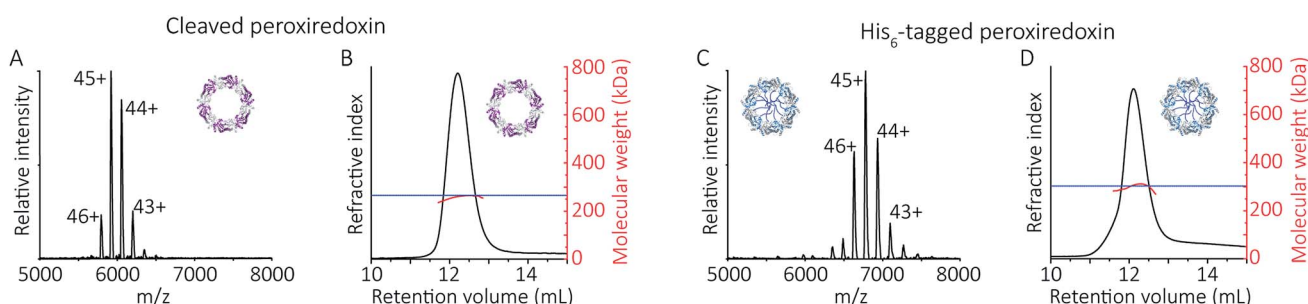 Cleaved peroxiredoxin
His6-tagged peroxiredoxin
A
Relative intensity
45+
44+
46+
43+
5000 6000 7000 8000
m/z
B
Refractive index
800
600
400
200
0
Molecular weight (kDa)
10 12 14
Retention volume (mL)
C
Relative intensity
45+
44+
46+
43+
5000 6000 7000 8000
m/z
D
Refractive index
800
600
400
200
0
Molecular weight (kDa)
10 12 14
Retention volume (mL)